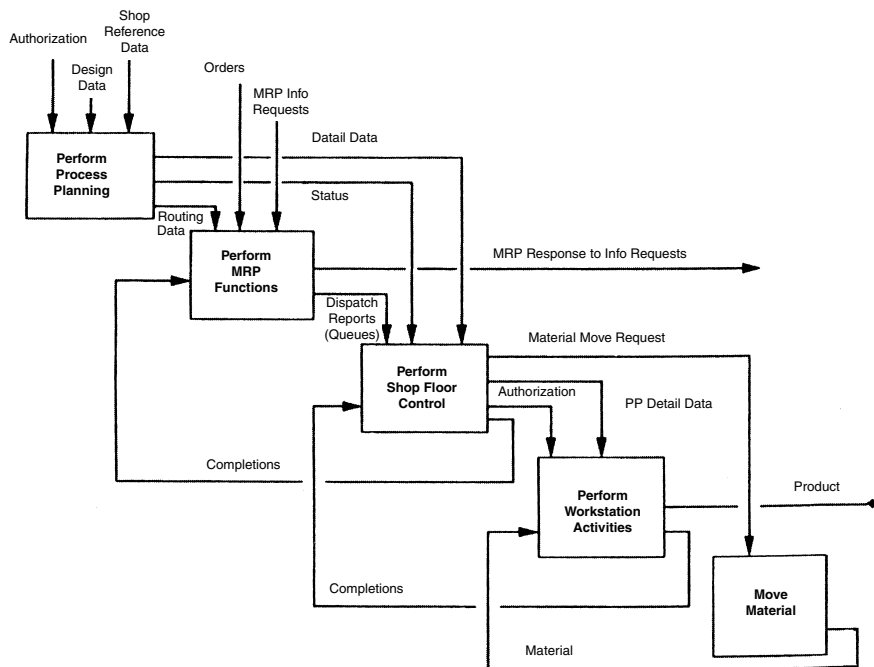 Shop
Reference
Data
Authorization
Design
Data
Orders
MRP Info
Requests
Datail Data
Perform
Process
Planning
Status
Routing
Data
Perform
MRP
Functions
MRP Response to Info Requests
Dispatch
Reports
(Queues)
Material Move Request
Perform
Shop Floor
Control
Authorization
PP Detail Data
Completions
Perform
Workstation
Activities
Product
Completions
Move
Material
Material